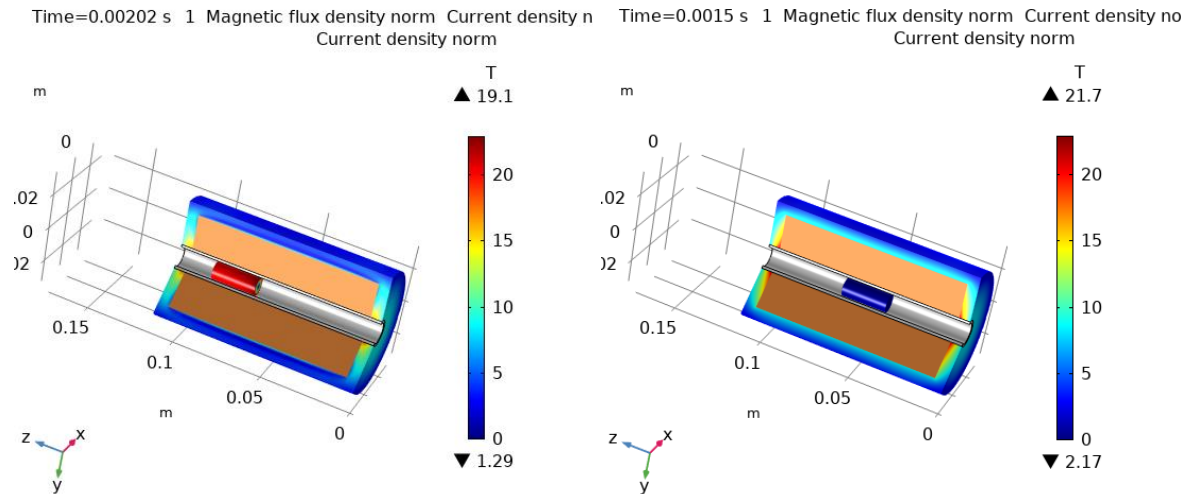 Time=0.00202 s 1 Magnetic flux density norm Current density n
Current density norm
T
m
19.1
0
20
.02
0
15
02
10
0.15
0.1
5
0.05
m
0
0
z
x
1.29
y
Time=0.0015 s 1 Magnetic flux density norm Current density no
Current density norm
T
m
21.7
0
20
.02
0
15
02
10
0.15
0.1
5
0.05
m
0
0
z
x
2.17
y